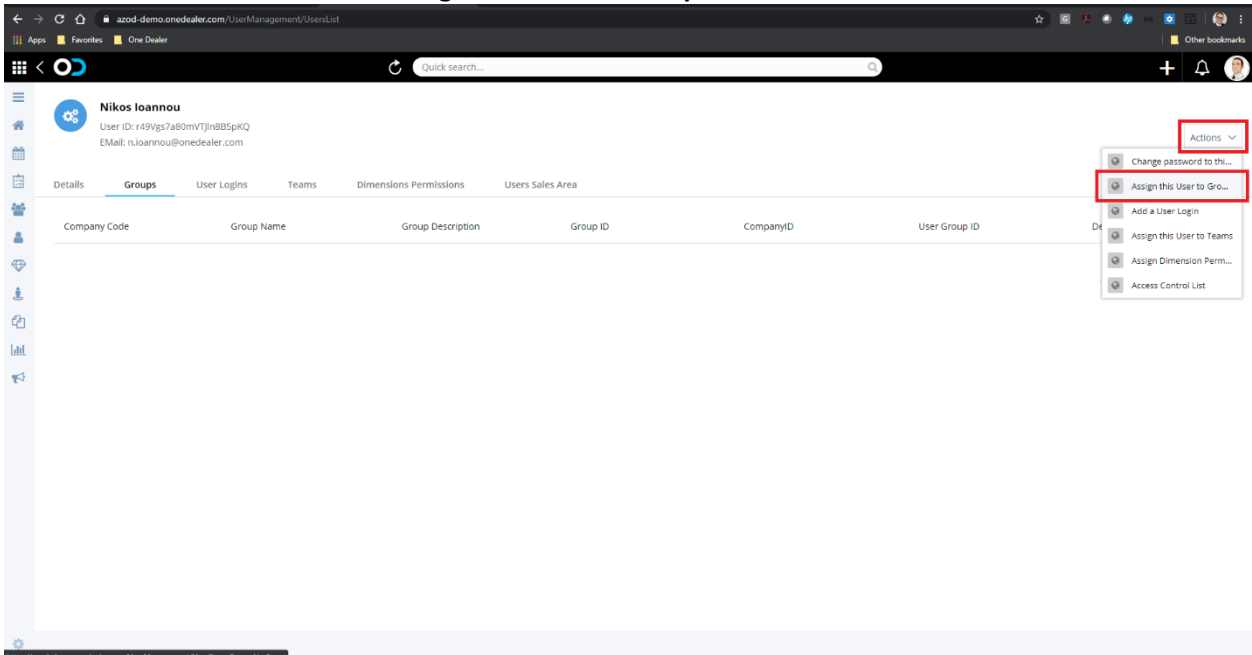 azod-demo.onedealer.com/UserManagement/UsersList
Apps Favorites One Dealer Other bookmarks
Quick search...
Nikos Ioannou
User ID: r49Vgs7a80mVTJIn8B5pKQ
EMail: n.ioannou@onedealer.com
Actions
Change password to thi...
Assign this User to Gro...
Add a User Login
Assign this User to Teams
Assign Dimension Perm...
Access Control List
Details Groups User Logins Teams Dimensions Permissions Users Sales Area
Company Code Group Name Group Description Group ID CompanyID User Group ID De